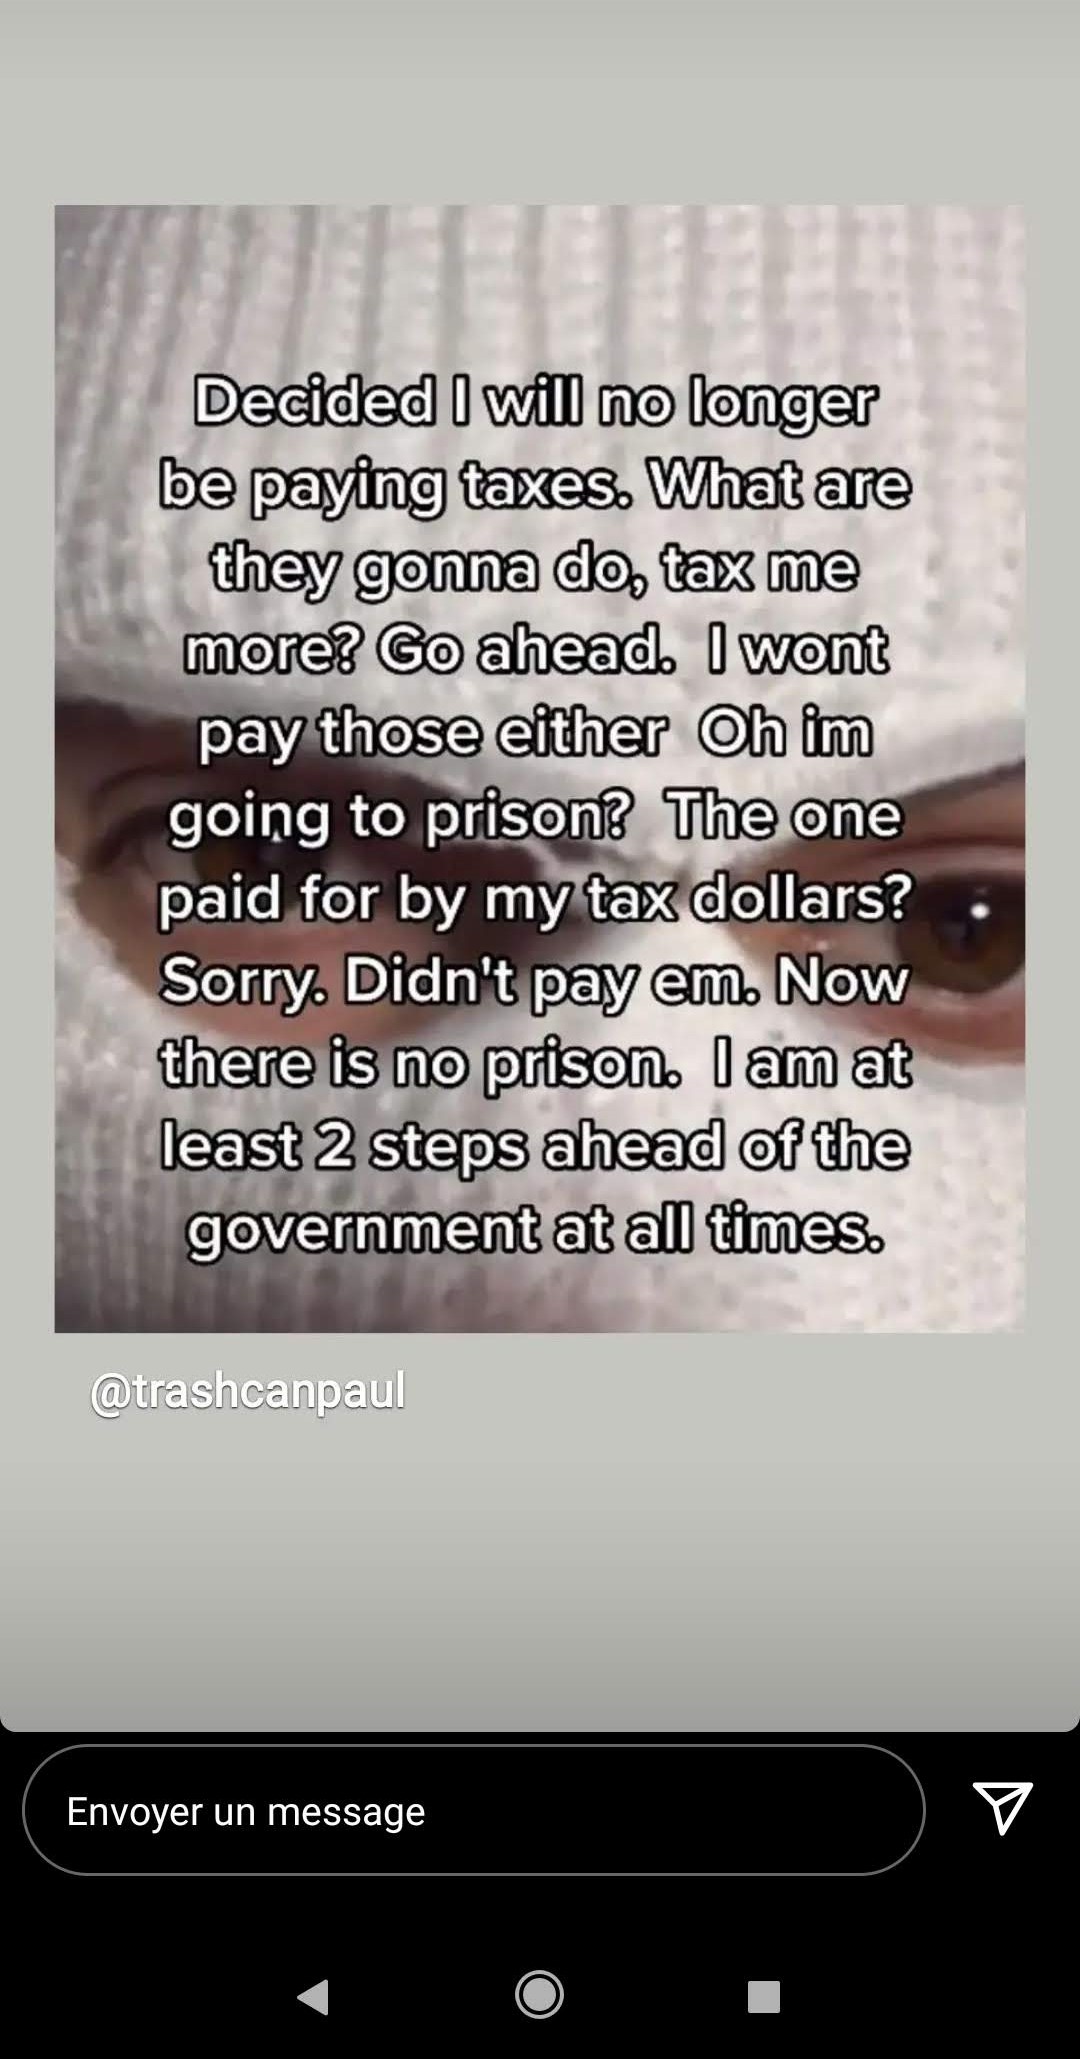 Decided I will no longer
be paying taxes. What are
they gonna do, tax me
more? Go ahead.  I wont
pay those either  Oh im
going to prison?  The one
paid for by my tax dollars?
Sorry. Didn't pay em. Now
there is no prison.  I am at
least 2 steps ahead of the
government at all times.
@trashcanpaul
Envoyer un message